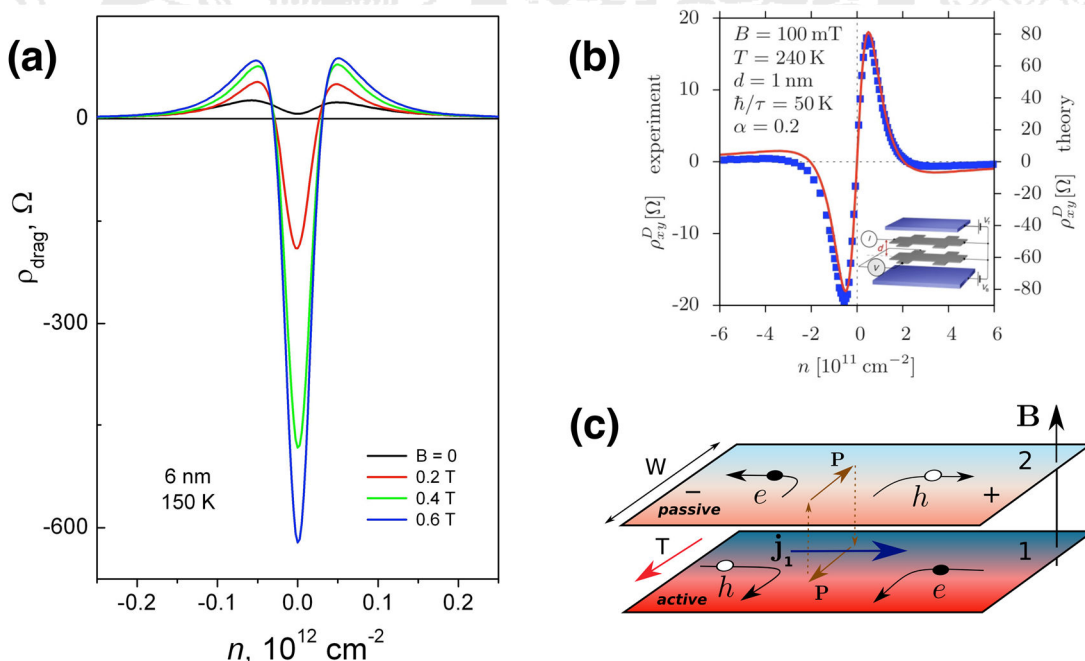 (a)
0
-300
-600
ρdrag, Ω
6 nm
150 K
B = 0
0.2 T
0.4 T
0.6 T
-0.2
-0.1
0.0
0.1
0.2
n, 10¹² cm⁻²
(b)
20
10
0
-10
-20
experiment
ρᴰxy[Ω]
B = 100 mT
T = 240 K
d = 1 nm
ħ/τ = 50 K
α = 0.2
80
60
40
20
0
-20
-40
-60
-80
theory
ρᴰxy[Ω]
I
d
V
-6
-4
-2
0
2
4
6
n [10¹¹ cm⁻²]
(c)
B
W
P
2
e
h
−
+
passive
T
j₁
1
h
P
e
active